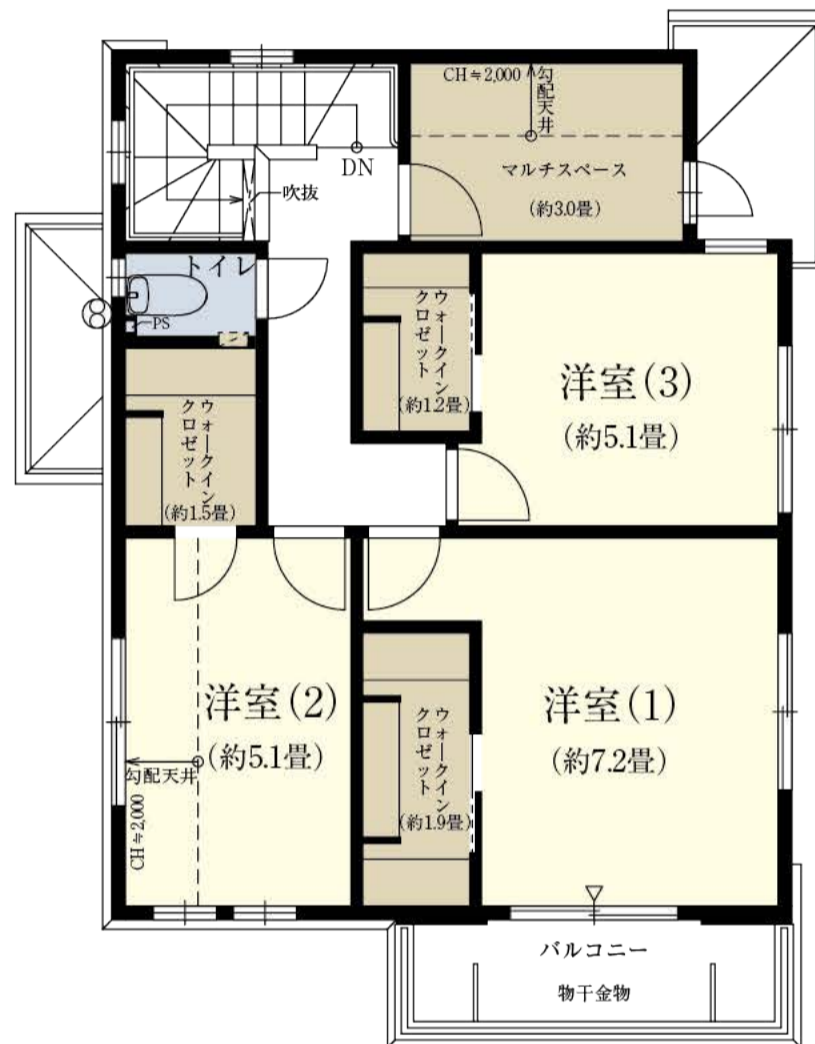 CH≒2,000
勾配天井
マルチスペース
(約3.0畳)
DN
吹抜
トイレ
PS
ウォークイン
クロゼット
(約1.2畳)
洋室(3)
(約5.1畳)
ウォークイン
クロゼット
(約1.5畳)
洋室(2)
(約5.1畳)
勾配天井
CH≒2,000
ウォークイン
クロゼット
(約1.9畳)
洋室(1)
(約7.2畳)
バルコニー
物干金物